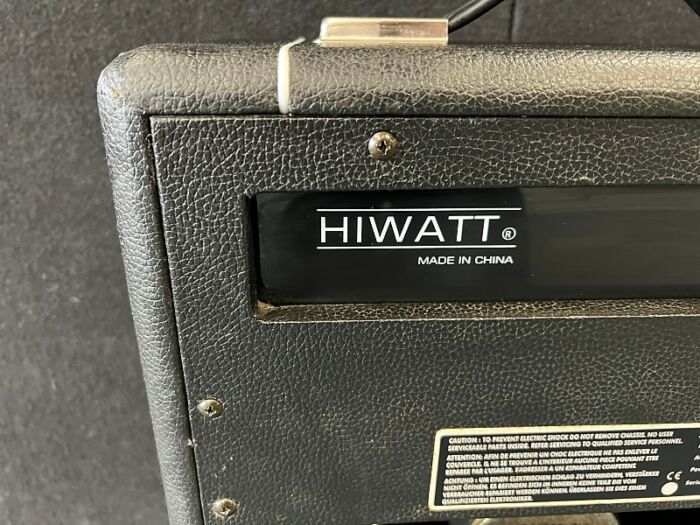 HIWATT®
MADE IN CHINA
CAUTION : TO PREVENT ELECTRIC SHOCK DO NOT REMOVE CHASSIS. NO USER
SERVICEABLE PARTS INSIDE. REFER SERVICING TO QUALIFIED SERVICE PERSONNEL.
ATTENTION: AFIN DE PREVENIR UN CHOC ELECTRIQUE NE PAS ENLEVER LE
COUVERCLE. IL NE SE TROUVE A L'INTERIEUR AUCUNE PIECE POUVANT ETRE
REPARE PAR L'USAGER. S'ADRESSER A UN REPARATEUR COMPETENT.
ACHTUNG : UM EINEN ELEKTRISCHEN SCHLAG ZU VERMEIDEN, VERSTÄRKER
NICHT ÖFFNEN. ES BEFINDEN SICH IM INNEREN KEINE TEILE DIE VOM
VERBRAUCHER REPARIERT WERDEN KÖNNEN. ÜBERLASSEN SIE DIES EINEM
QUALIFIZIERTEN ELEKTRONIKER.
CE